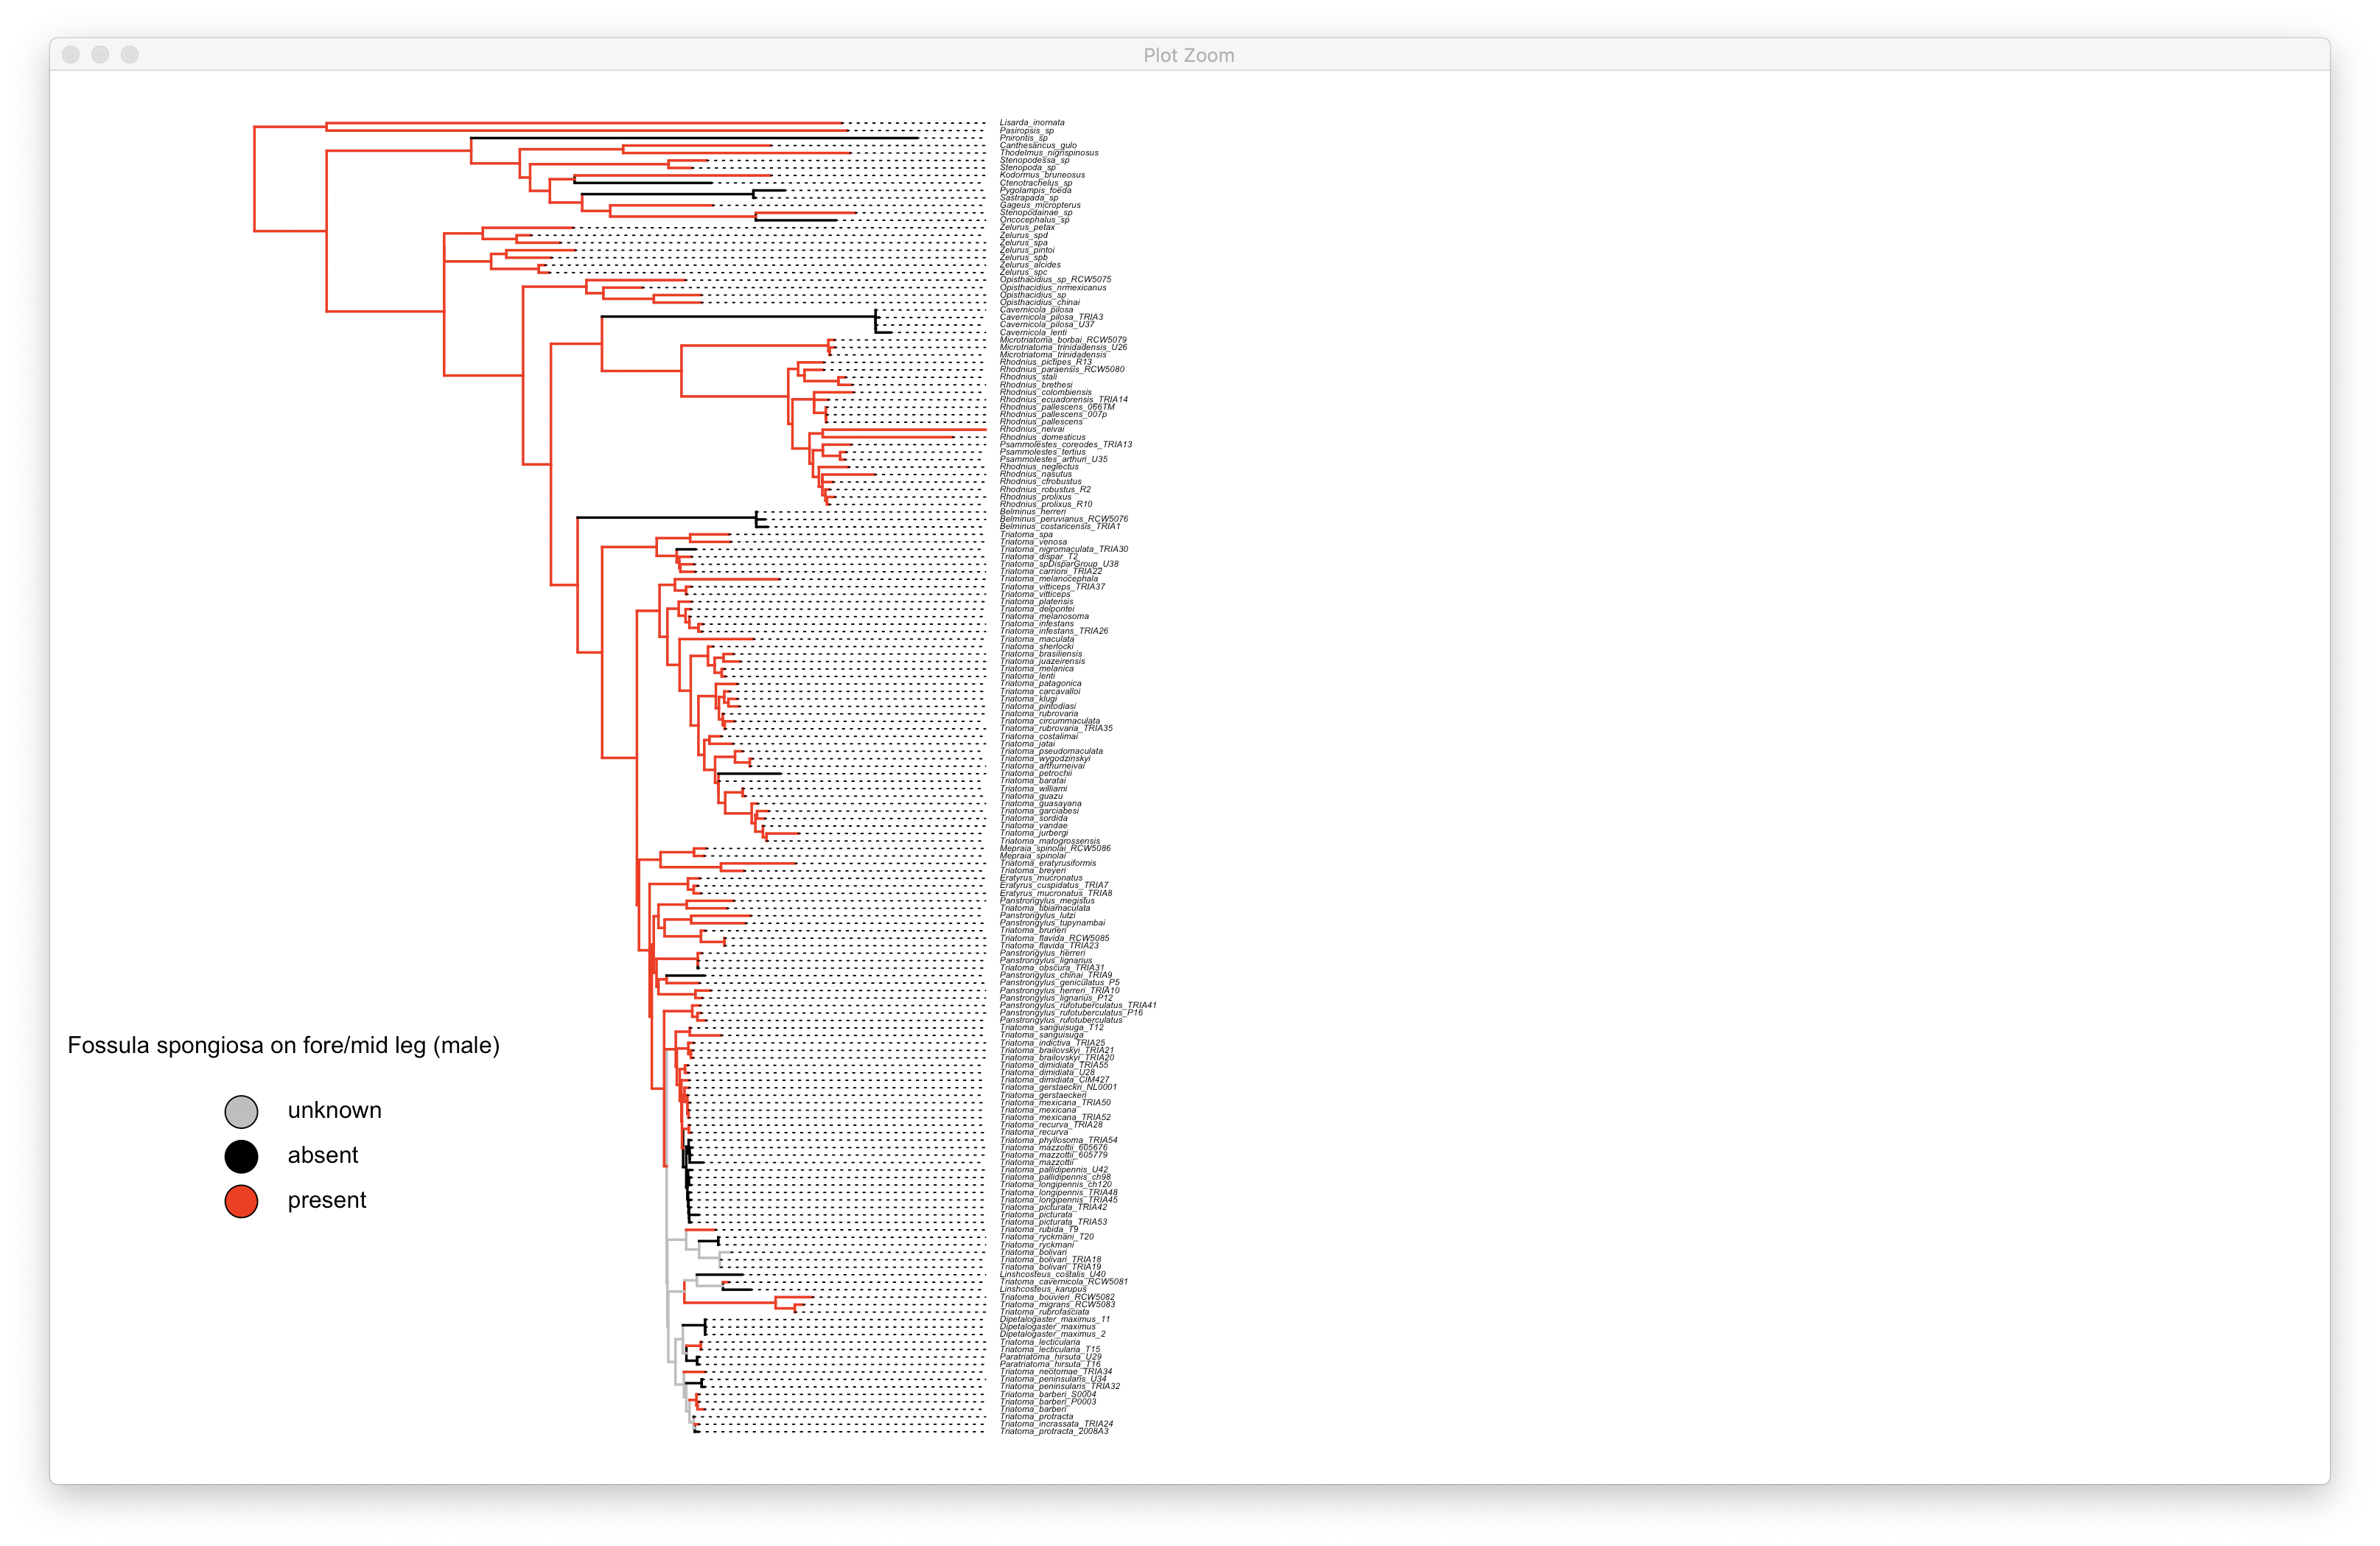 Plot Zoom
Lisarda_inornata
Pasiropsis_sp
Pnirontis_sp
Canthesancus_gulo
Thodelmus_nigrispinosus
Stenopodessa_sp
Stenopoda_sp
Kodormus_bruneosus
Ctenotrachelus_sp
Pygolampis_foeda
Sastrapada_sp
Gageus_micropterus
Stenopodainae_sp
Oncocephalus_sp
Zelurus_petax
Zelurus_spd
Zelurus_spa
Zelurus_pintoi
Zelurus_spb
Zelurus_alcides
Zelurus_spc
Opisthacidius_sp_RCW5075
Opisthacidius_nrmexicanus
Opisthacidius_sp
Opisthacidius_chinai
Cavernicola_pilosa
Cavernicola_pilosa_TRIA3
Cavernicola_pilosa_U37
Cavernicola_lenti
Microtriatoma_borbai_RCW5079
Microtriatoma_trinidadensis_U26
Microtriatoma_trinidadensis
Rhodnius_pictipes_R13
Rhodnius_paraensis_RCW5080
Rhodnius_stali
Rhodnius_brethesi
Rhodnius_colombiensis
Rhodnius_ecuadorensis_TRIA14
Rhodnius_pallescens_066TM
Rhodnius_pallescens_007p
Rhodnius_pallescens
Rhodnius_neivai
Rhodnius_domesticus
Psammolestes_coreodes_TRIA13
Psammolestes_tertius
Psammolestes_arthuri_U35
Rhodnius_neglectus
Rhodnius_nasutus
Rhodnius_cfrobustus
Rhodnius_robustus_R2
Rhodnius_prolixus
Rhodnius_prolixus_R10
Belminus_herreri
Belminus_peruvianus_RCW5076
Belminus_costaricensis_TRIA1
Triatoma_spa
Triatoma_venosa
Triatoma_nigromaculata_TRIA30
Triatoma_dispar_T2
Triatoma_spDisparGroup_U38
Triatoma_carrioni_TRIA22
Triatoma_melanocephala
Triatoma_vitticeps_TRIA37
Triatoma_vitticeps
Triatoma_platensis
Triatoma_delpontei
Triatoma_melanosoma
Triatoma_infestans
Triatoma_infestans_TRIA26
Triatoma_maculata
Triatoma_sherlocki
Triatoma_brasiliensis
Triatoma_juazeirensis
Triatoma_melanica
Triatoma_lenti
Triatoma_patagonica
Triatoma_carcavalloi
Triatoma_klugi
Triatoma_pintodiasi
Triatoma_rubrovaria
Triatoma_circummaculata
Triatoma_rubrovaria_TRIA35
Triatoma_costalimai
Triatoma_jatai
Triatoma_pseudomaculata
Triatoma_wygodzinskyi
Triatoma_arthurneivai
Triatoma_petrochii
Triatoma_baratai
Triatoma_williami
Triatoma_guazu
Triatoma_guasayana
Triatoma_garciabesi
Triatoma_sordida
Triatoma_vandae
Triatoma_jurbergi
Triatoma_matogrossensis
Mepraia_spinolai_RCW5086
Mepraia_spinolai
Triatoma_eratyrusiformis
Triatoma_breyeri
Eratyrus_mucronatus
Eratyrus_cuspidatus_TRIA7
Eratyrus_mucronatus_TRIA8
Panstrongylus_megistus
Triatoma_tibiamaculata
Panstrongylus_lutzi
Panstrongylus_tupynambai
Triatoma_bruneri
Triatoma_flavida_RCW5085
Triatoma_flavida_TRIA23
Panstrongylus_herreri
Panstrongylus_lignarius
Triatoma_obscura_TRIA31
Panstrongylus_chinai_TRIA9
Panstrongylus_geniculatus_P5
Panstrongylus_herreri_TRIA10
Panstrongylus_lignarius_P12
Panstrongylus_rufotuberculatus_TRIA41
Panstrongylus_rufotuberculatus_P16
Panstrongylus_rufotuberculatus
Triatoma_sanguisuga_T12
Triatoma_sanguisuga
Triatoma_indictiva_TRIA25
Triatoma_brailovskyi_TRIA21
Triatoma_brailovskyi_TRIA20
Triatoma_dimidiata_TRIA55
Triatoma_dimidiata_U28
Triatoma_dimidiata_CIM427
Triatoma_gerstaeckri_NL0001
Triatoma_gerstaeckeri
Triatoma_mexicana_TRIA50
Triatoma_mexicana
Triatoma_mexicana_TRIA52
Triatoma_recurva_TRIA28
Triatoma_recurva
Triatoma_phyllosoma_TRIA54
Triatoma_mazzottii_605676
Triatoma_mazzottii_605779
Triatoma_mazzottii
Triatoma_pallidipennis_U42
Triatoma_pallidipennis_ch98
Triatoma_longipennis_ch120
Triatoma_longipennis_TRIA48
Triatoma_longipennis_TRIA45
Triatoma_picturata_TRIA42
Triatoma_picturata
Triatoma_picturata_TRIA53
Triatoma_rubida_T9
Triatoma_ryckmani_T20
Triatoma_ryckmani
Triatoma_bolivari
Triatoma_bolivari_TRIA18
Triatoma_bolivari_TRIA19
Linshcosteus_costalis_U40
Triatoma_cavernicola_RCW5081
Linshcosteus_karupus
Triatoma_bouvieri_RCW5082
Triatoma_migrans_RCW5083
Triatoma_rubrofasciata
Dipetalogaster_maximus_11
Dipetalogaster_maximus
Dipetalogaster_maximus_2
Triatoma_lecticularia
Triatoma_lecticularia_T15
Paratriatoma_hirsuta_U29
Paratriatoma_hirsuta_T16
Triatoma_neotomae_TRIA34
Triatoma_peninsularis_U34
Triatoma_peninsularis_TRIA32
Triatoma_barberi_S0004
Triatoma_barberi_P0003
Triatoma_barberi
Triatoma_protracta
Triatoma_incrassata_TRIA24
Triatoma_protracta_2008A3
Fossula spongiosa on fore/mid leg (male)
unknown
absent
present